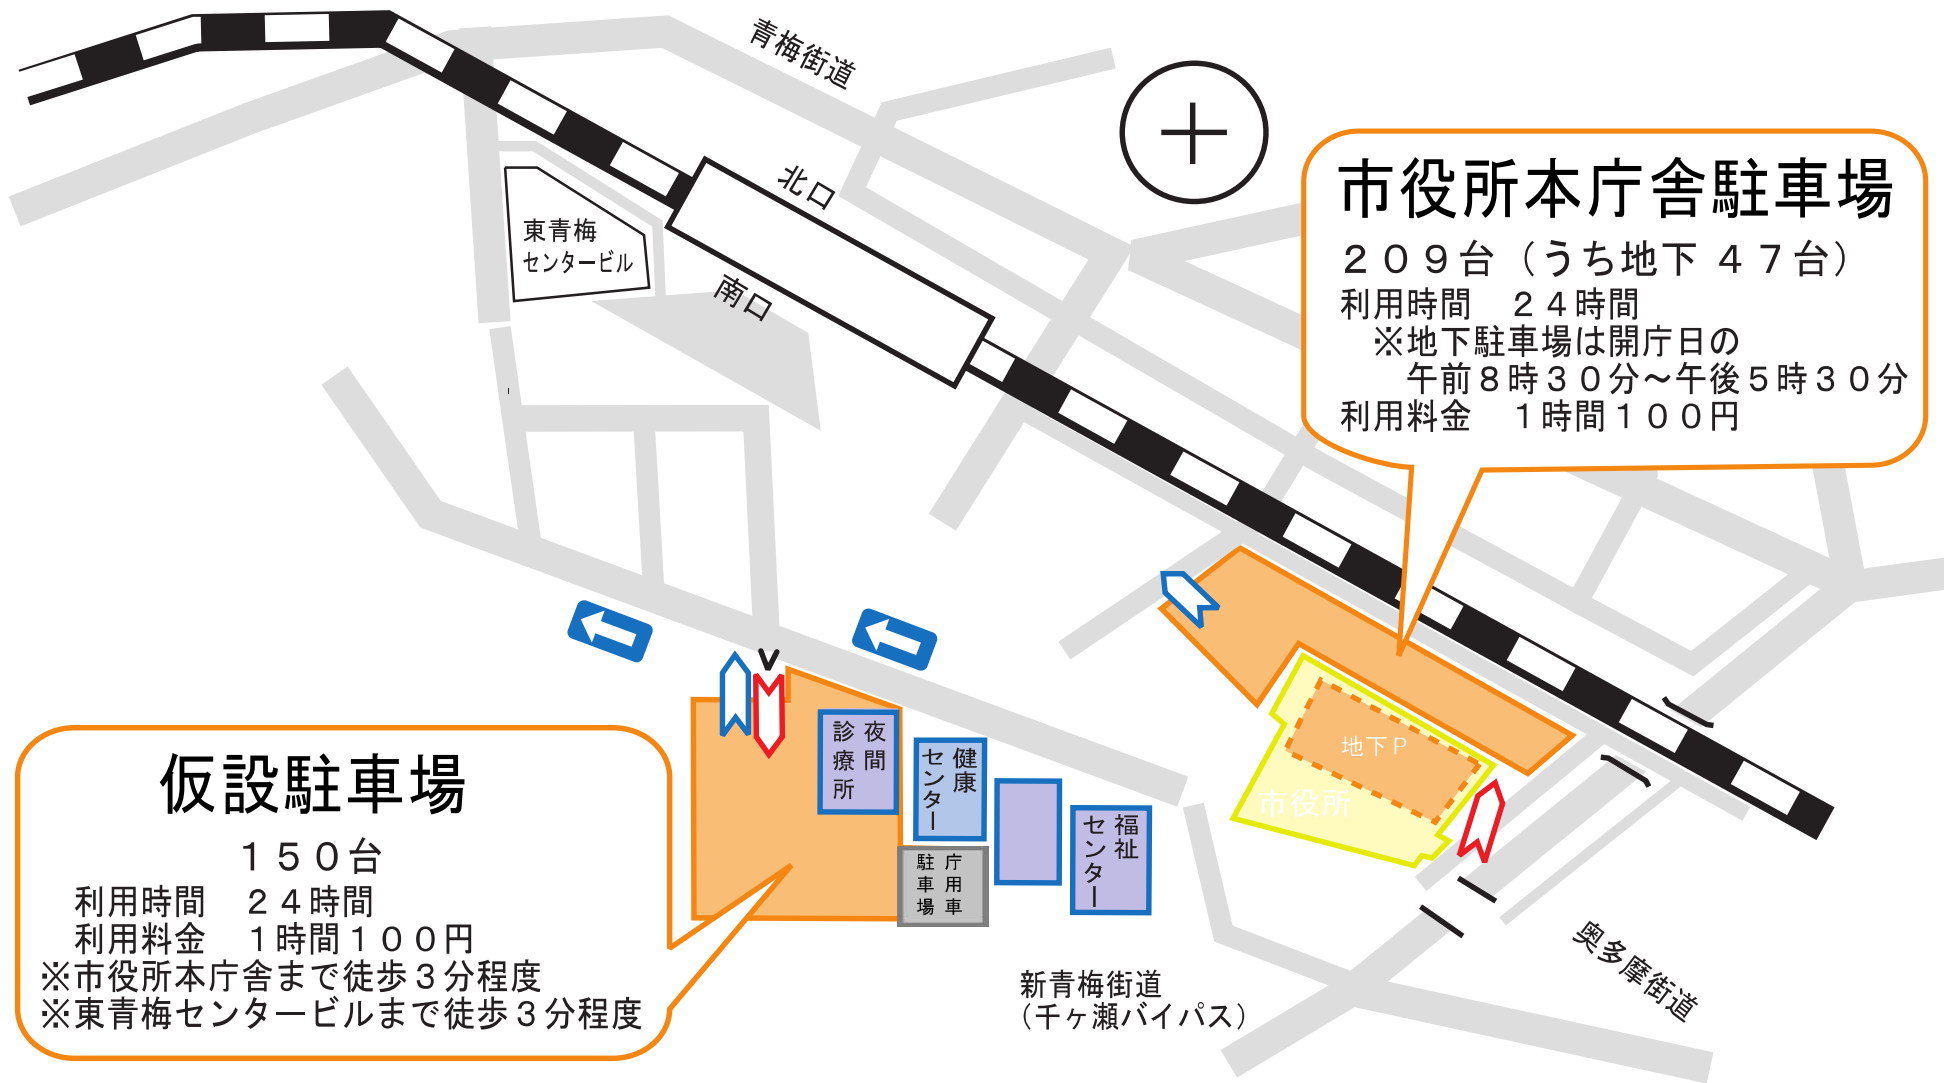 青梅街道
北口
南口
東青梅
センタービル
市役所本庁舎駐車場
２０９台（うち地下 ４７台）
利用時間　２４時間
※地下駐車場は開庁日の
午前８時３０分～午後５時３０分
利用料金　１時間１００円
地下Ｐ
市役所
夜間
診療所
健康
センター
福祉
センター
庁用車
駐車場
仮設駐車場
１５０台
利用時間　２４時間
利用料金　１時間１００円
※市役所本庁舎まで徒歩３分程度
※東青梅センタービルまで徒歩３分程度
新青梅街道
（千ヶ瀬バイパス）
奥多摩街道